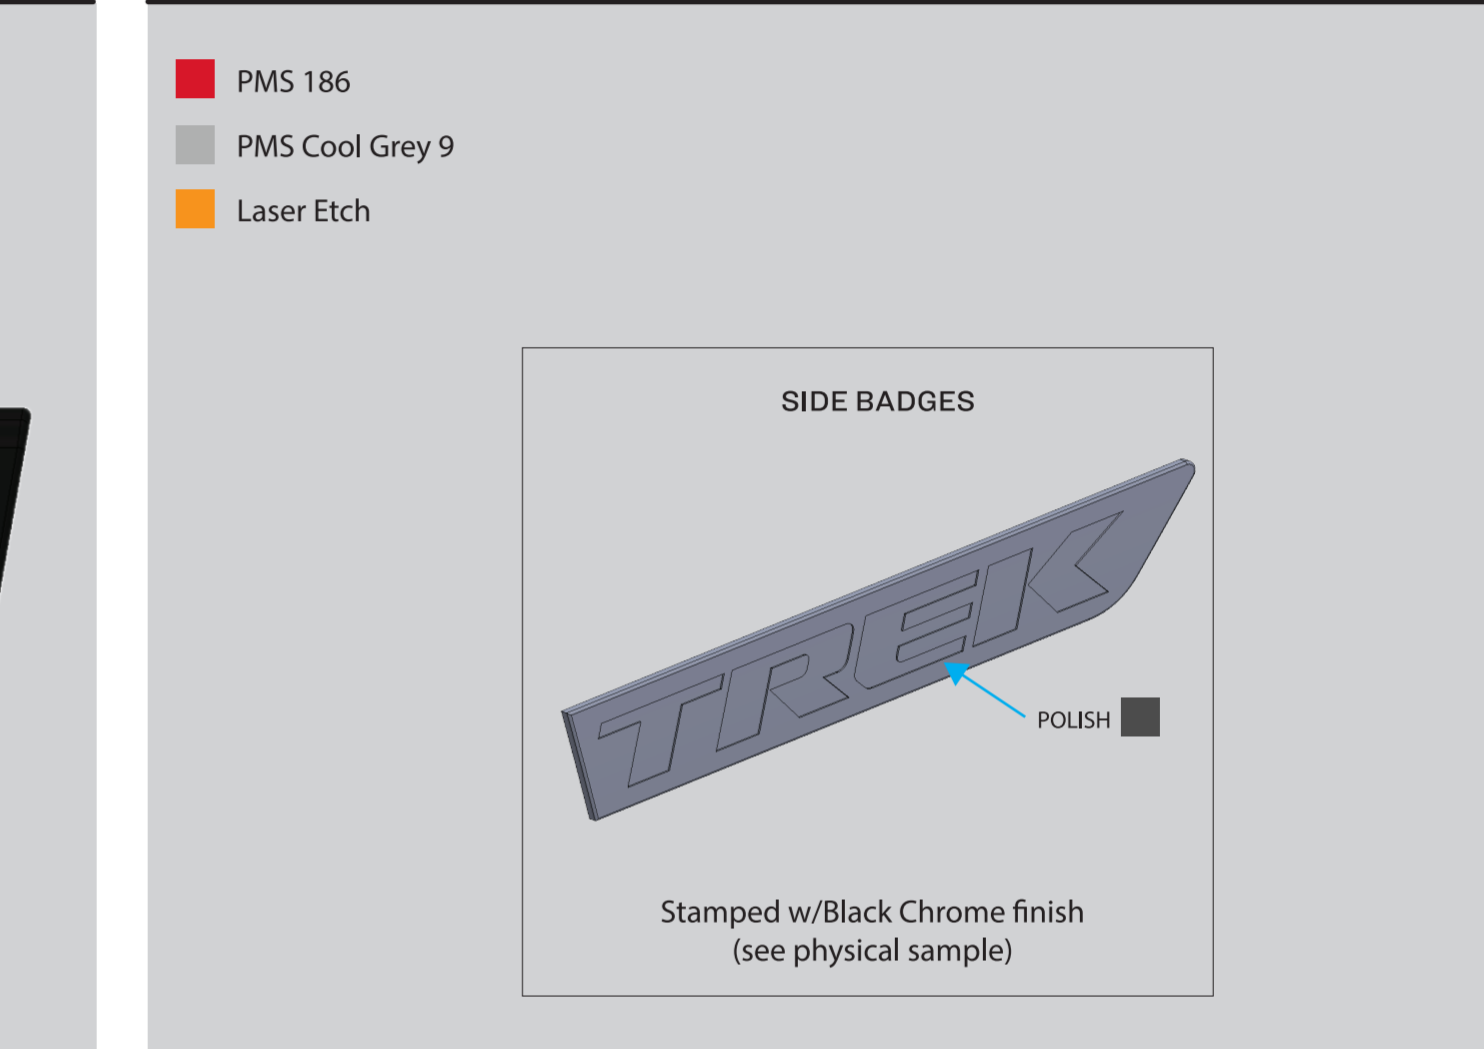 PMS 186
PMS Cool Grey 9
Laser Etch
SIDE BADGES
TREK
POLISH
Stamped w/Black Chrome finish
(see physical sample)